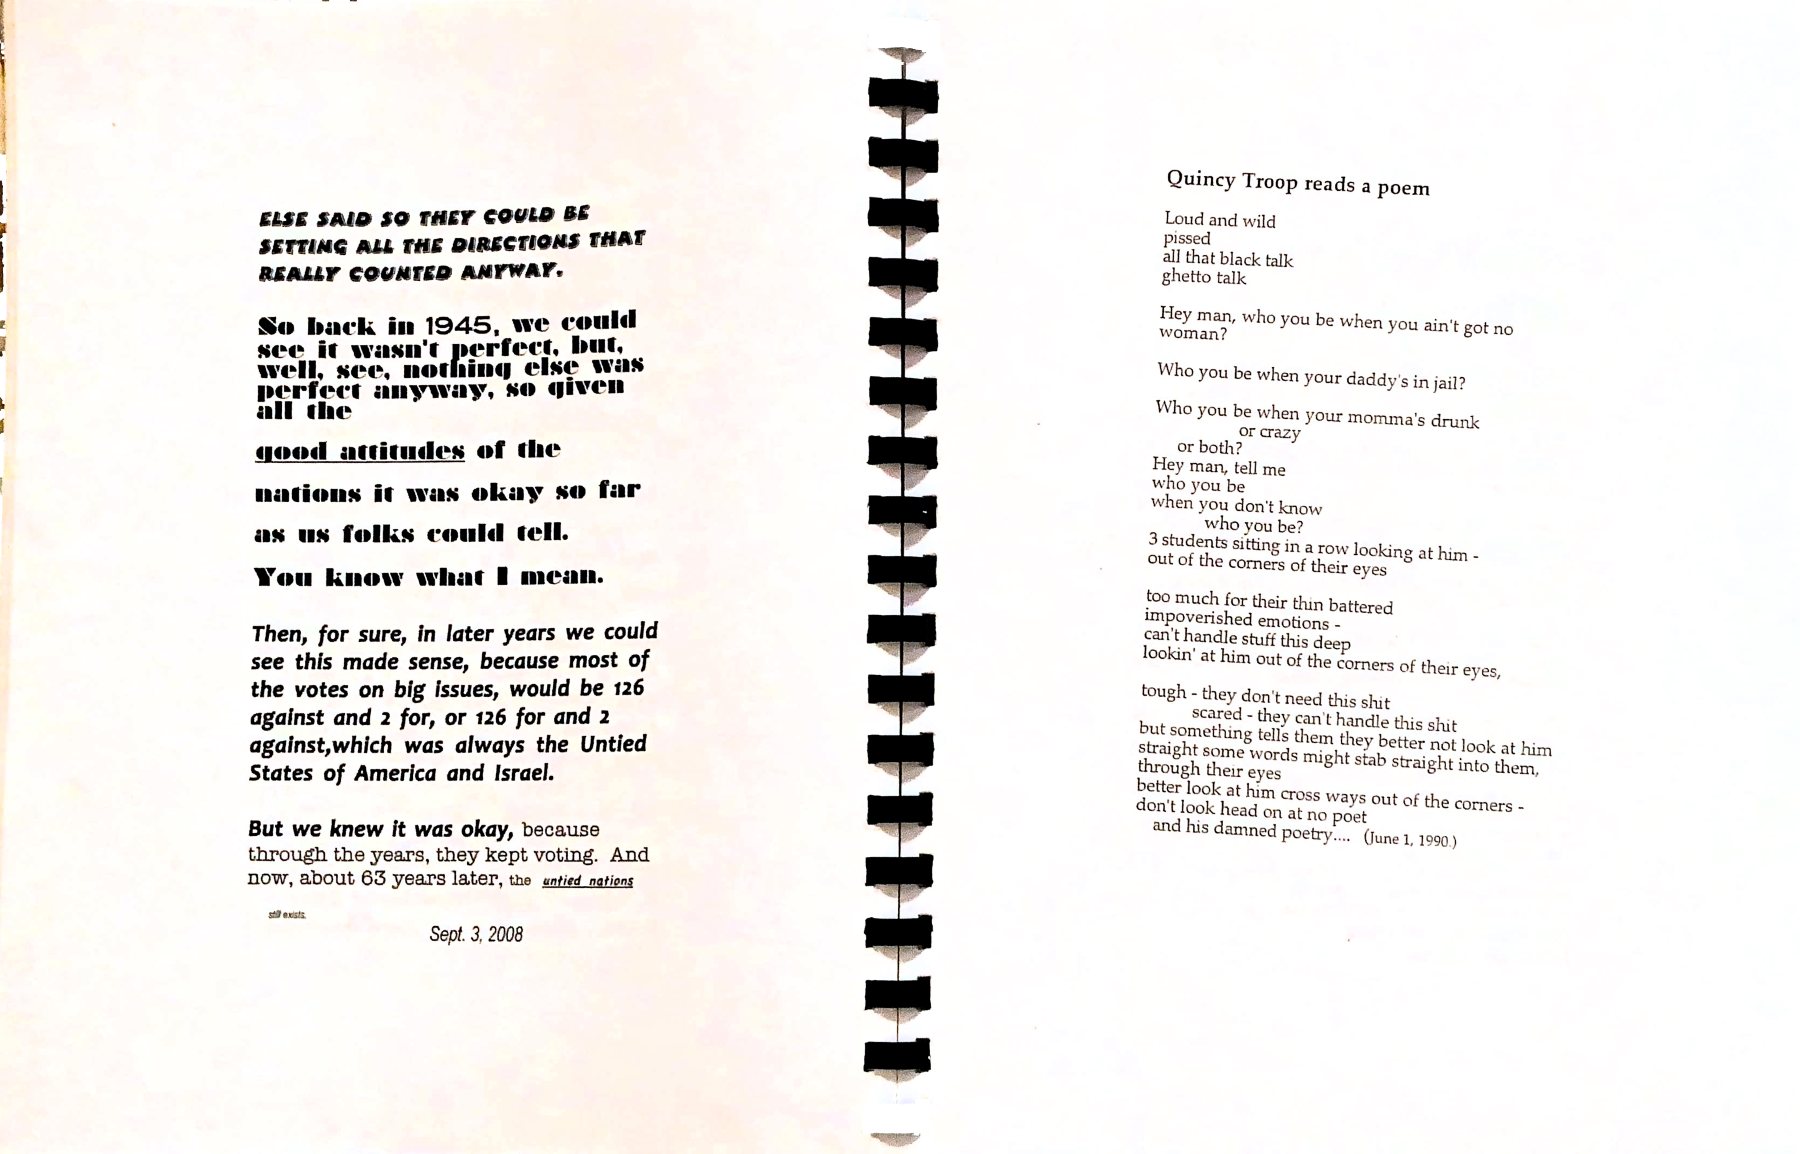 ELSE SAID SO THEY COULD BE
SETTING ALL THE DIRECTIONS THAT
REALLY COUNTED ANYWAY.
So back in 1945, we could
see it wasn't perfect, but,
well, see, nothing else was
perfect anyway, so given
all the
good attitudes of the
nations it was okay so far
as us folks could tell.
You know what I mean.
Then, for sure, in later years we could
see this made sense, because most of
the votes on big issues, would be 126
against and 2 for, or 126 for and 2
against,which was always the Untied
States of America and Israel.
But we knew it was okay, because
through the years, they kept voting. And
now, about 63 years later, the untied nations
still exists.
Sept. 3, 2008
Quincy Troop reads a poem
Loud and wild
pissed
all that black talk
ghetto talk
Hey man, who you be when you ain't got no
woman?
Who you be when your daddy's in jail?
Who you be when your momma's drunk
or crazy
or both?
Hey man, tell me
who you be
when you don't know
who you be?
3 students sitting in a row looking at him -
out of the corners of their eyes
too much for their thin battered
impoverished emotions -
can't handle stuff this deep
lookin' at him out of the corners of their eyes,
tough - they don't need this shit
scared - they can't handle this shit
but something tells them they better not look at him
straight some words might stab straight into them,
through their eyes
better look at him cross ways out of the corners -
don't look head on at no poet
and his damned poetry.... (June 1, 1990.)